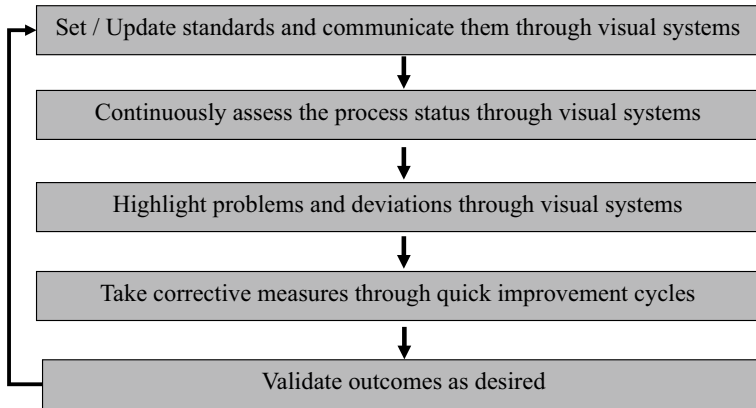 Set / Update standards and communicate them through visual systems
Continuously assess the process status through visual systems
Highlight problems and deviations through visual systems
Take corrective measures through quick improvement cycles
Validate outcomes as desired